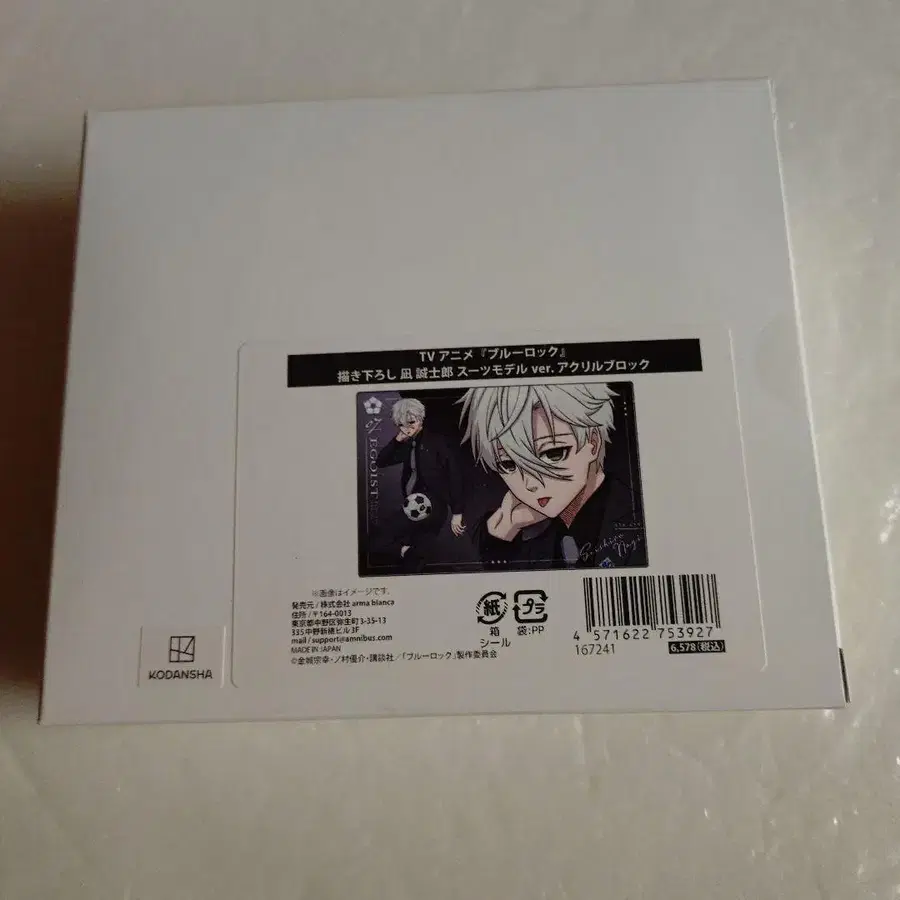 TV アニメ『ブルーロック』
描き下ろし 凪 誠士郎 スーツモデル ver. アクリルブロック
EGOIST
Seishiro
Nagi
※画像はイメージです。
発売元 / 株式会社 arma bianca
住所 / 〒164-0013
東京都中野区弥生町3-35-13
335中野新橋ビル3F
mail / support@amnibus.com
MADE IN JAPAN
©金城宗幸・ノ村優介・講談社／「ブルーロック」製作委員会
紙
箱
シール
プラ
袋:PP
4 571622 753927
167241
6,578(税込)
KODANSHA